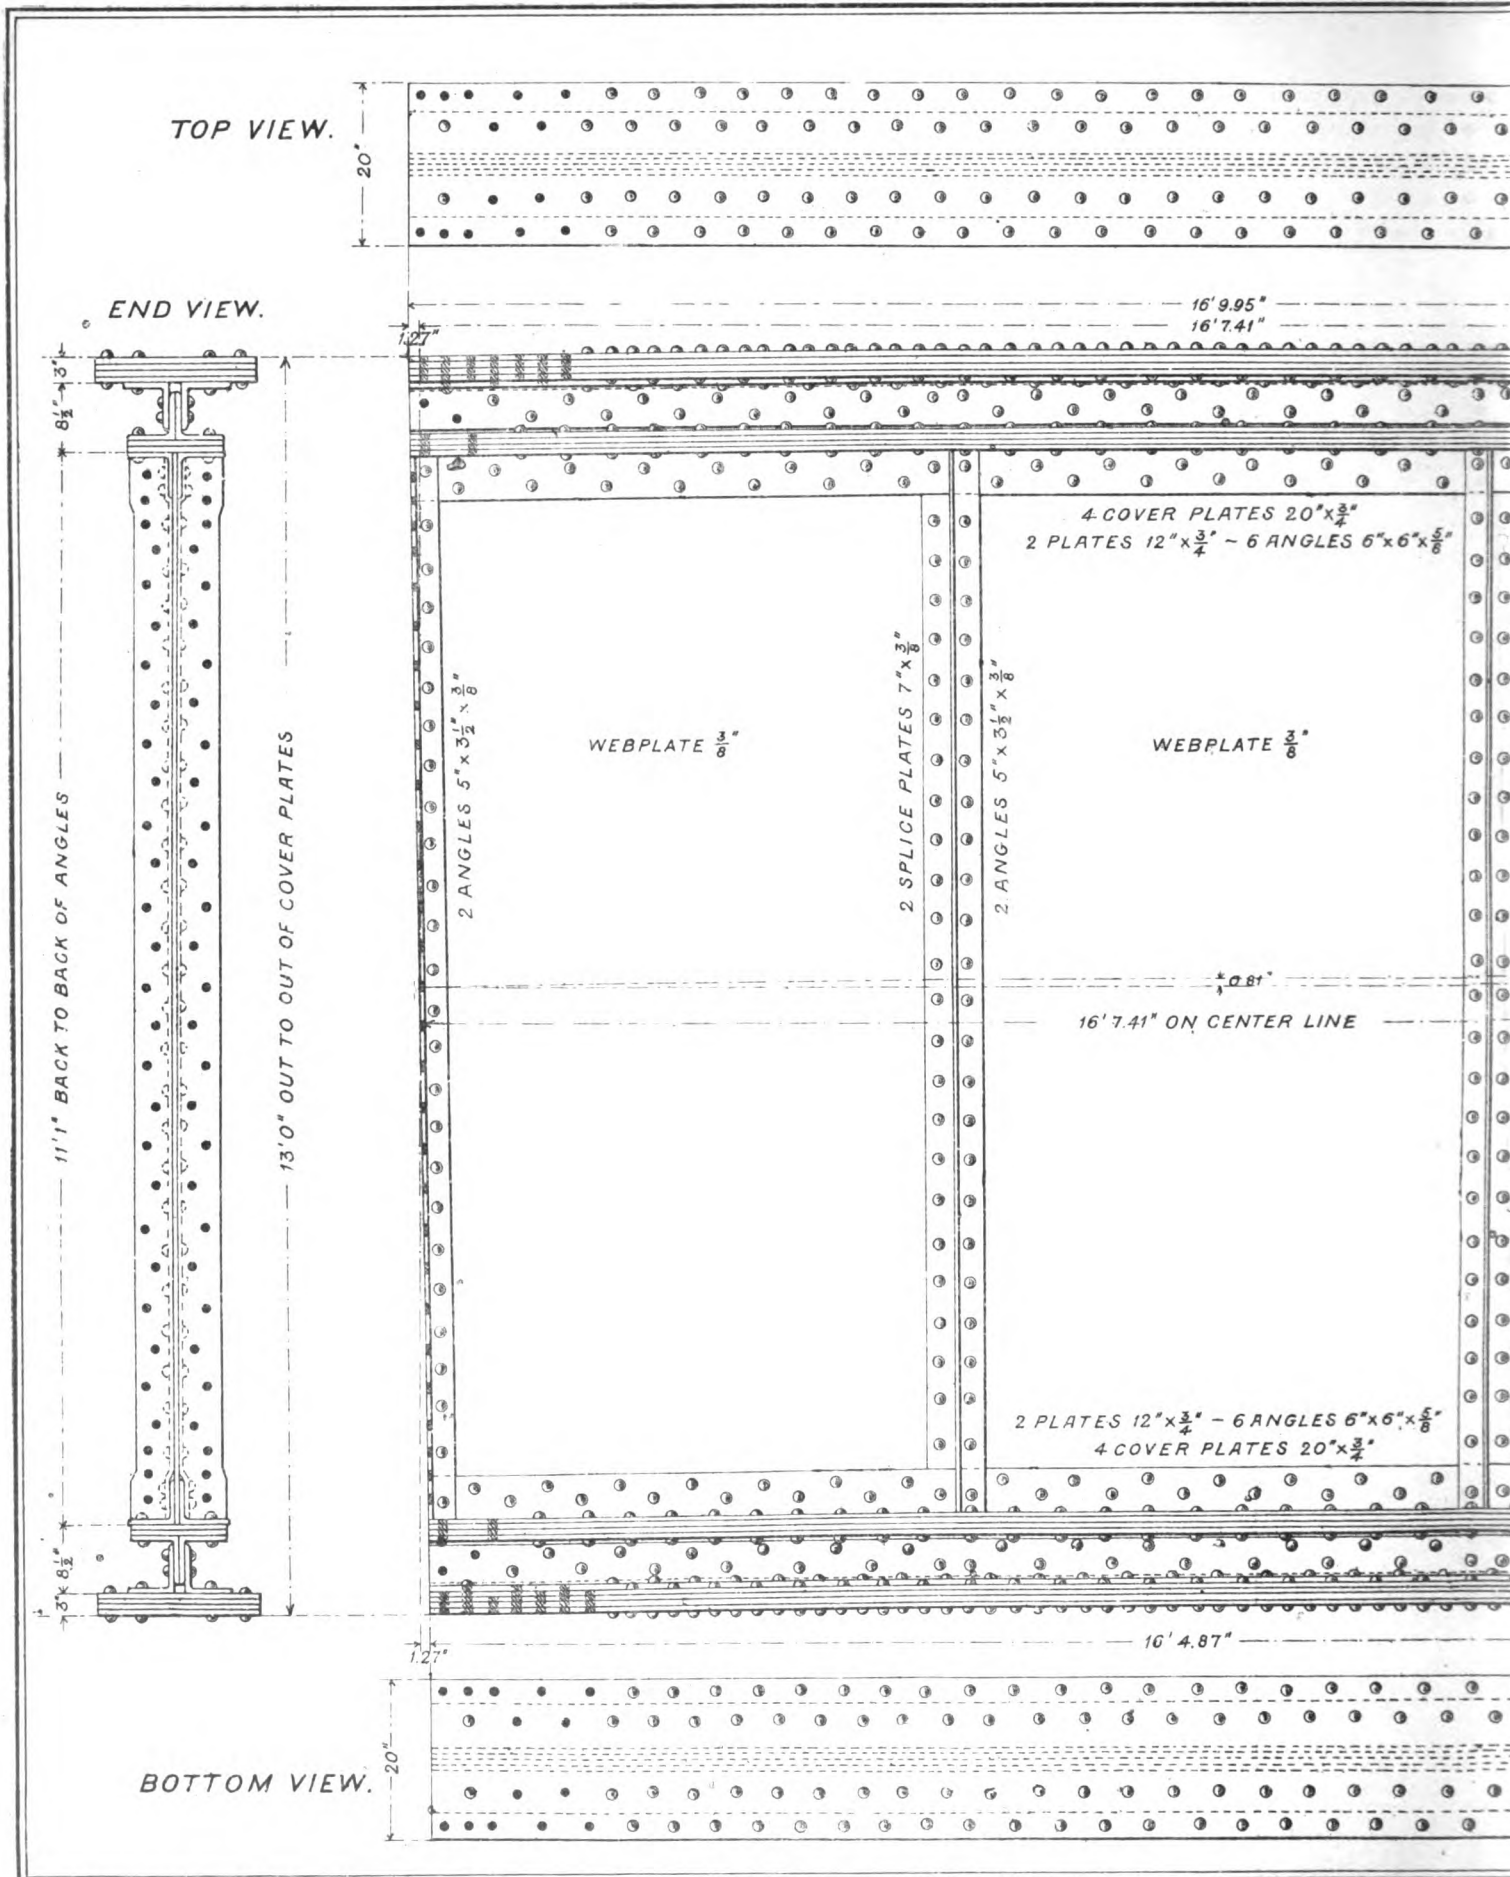 TOP VIEW.
20"
END VIEW.
16' 9.95"
16' 7.41"
1.27"
3"
8½"
11'1" BACK TO BACK OF ANGLES
13'0" OUT TO OUT OF COVER PLATES
4 COVER PLATES 20" x ¾"
2 PLATES 12" x ¾" ~ 6 ANGLES 6" x 6" x ⅝"
2 ANGLES 5" x 3½" x ⅜"
WEBPLATE ⅜"
2 SPLICE PLATES 7" x ⅜"
2 ANGLES 5" x 3½" x ⅜"
WEBPLATE ⅜"
0.81"
16' 7.41" ON CENTER LINE
2 PLATES 12" x ¾" - 6 ANGLES 6" x 6" x ⅝"
4 COVER PLATES 20" x ¾"
8½"
3"
1.27"
16' 4.87"
20"
BOTTOM VIEW.